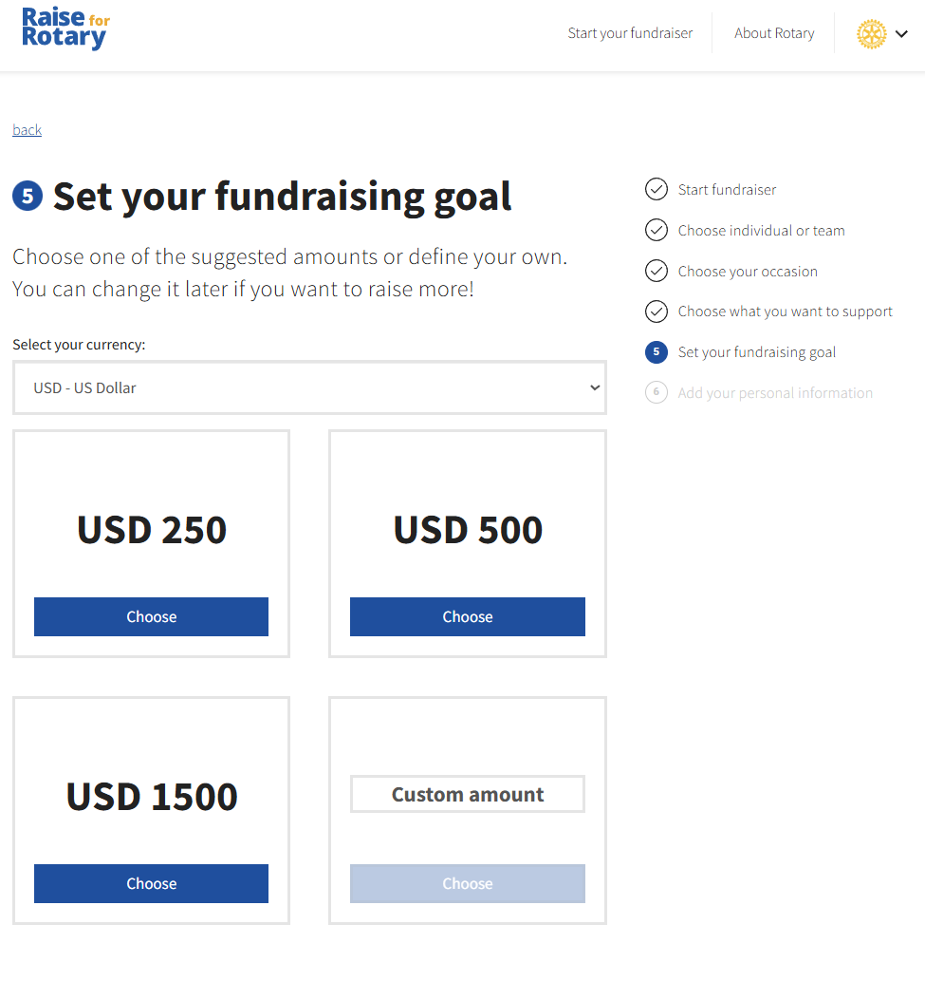 Raise for
Rotary
Start your fundraiser
About Rotary
back
5 Set your fundraising goal
Choose one of the suggested amounts or define your own.
You can change it later if you want to raise more!
Select your currency:
USD - US Dollar
USD 250
Choose
USD 500
Choose
USD 1500
Choose
Custom amount
Choose
Start fundraiser
Choose individual or team
Choose your occasion
Choose what you want to support
5 Set your fundraising goal
6 Add your personal information